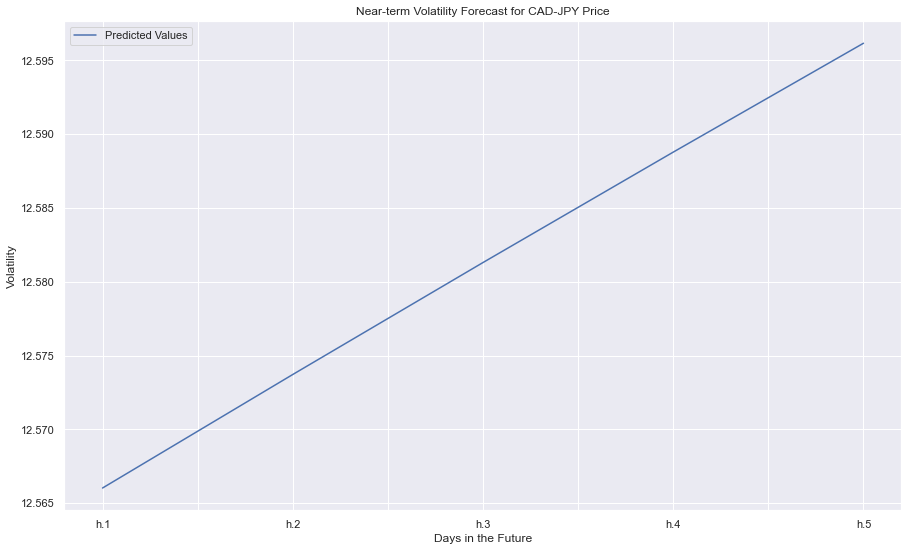 Near-term Volatility Forecast for CAD-JPY Price
Predicted Values
12.595
12.590
12.585
12.580
12.575
12.570
12.565
Volatility
h.1 h.2 h.3 h.4 h.5
Days in the Future